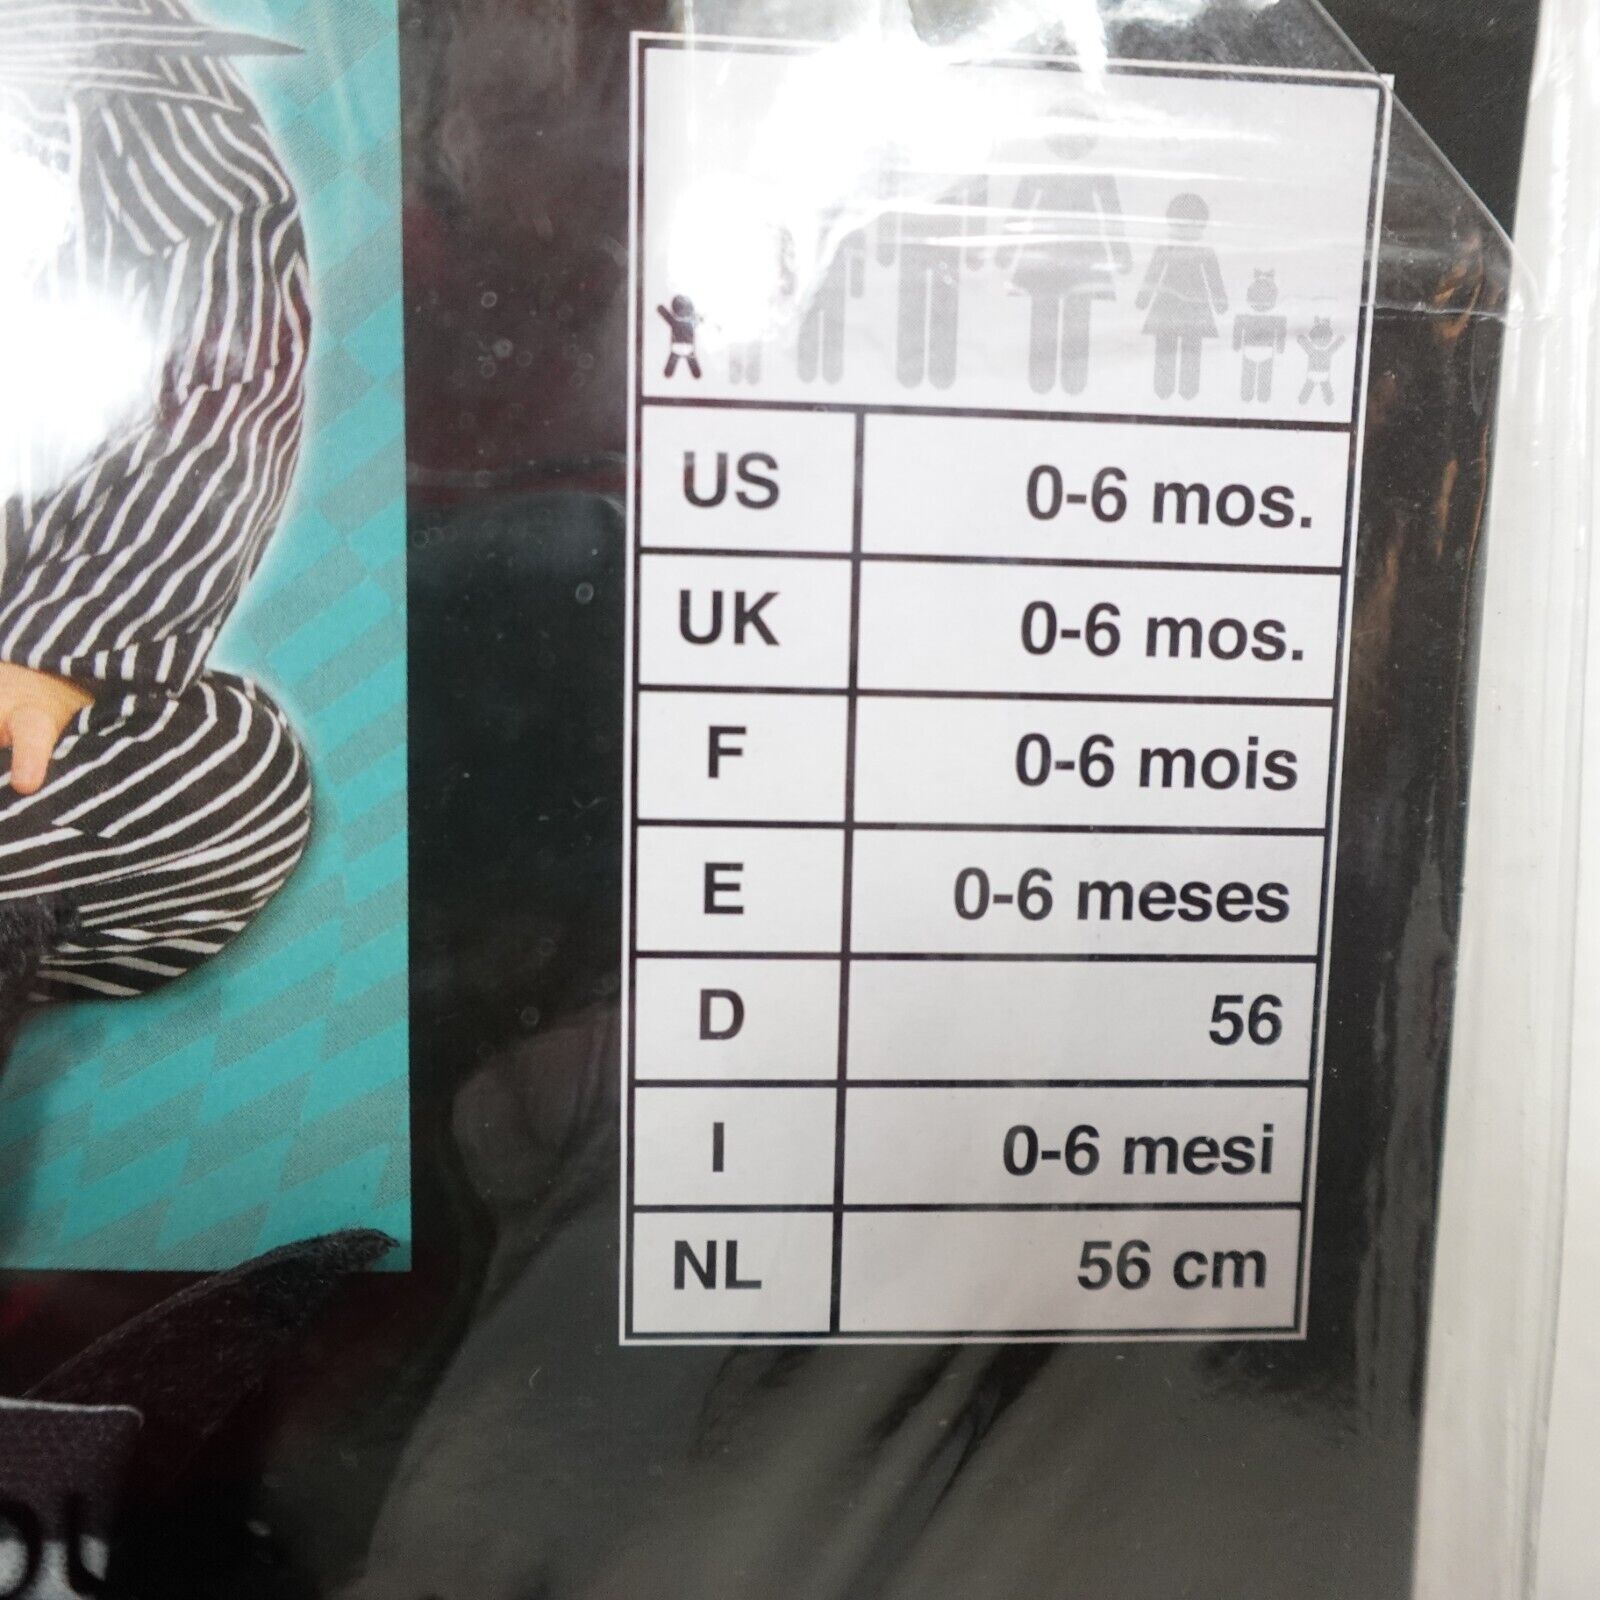 US 0-6 mos.
UK 0-6 mos.
F 0-6 mois
E 0-6 meses
D 56
I 0-6 mesi
NL 56 cm